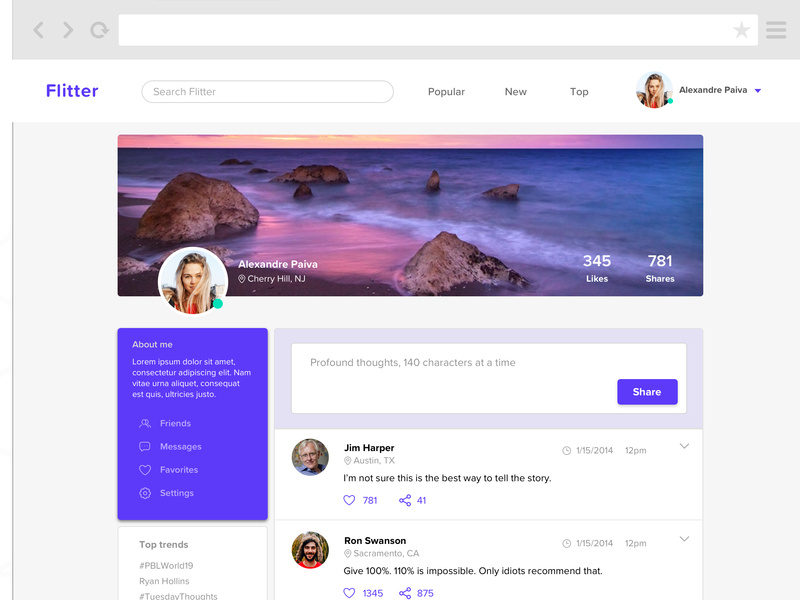 Flitter
Search Flitter
Popular
New
Top
Alexandre Paiva
Alexandre Paiva
Cherry Hill, NJ
345
Likes
781
Shares
About me
Lorem ipsum dolor sit amet,
consectetur adipiscing elit. Nam
vitae urna aliquet, consequat
est quis, ultricies justo.
Friends
Messages
Favorites
Settings
Top trends
#PBLWorld19
Ryan Hollins
#TuesdayThoughts
Profound thoughts, 140 characters at a time
Share
Jim Harper
Austin, TX
1/15/2014 12pm
I'm not sure this is the best way to tell the story.
781 41
Ron Swanson
Sacramento, CA
1/15/2014 12pm
Give 100%. 110% is impossible. Only idiots recommend that.
1345 875